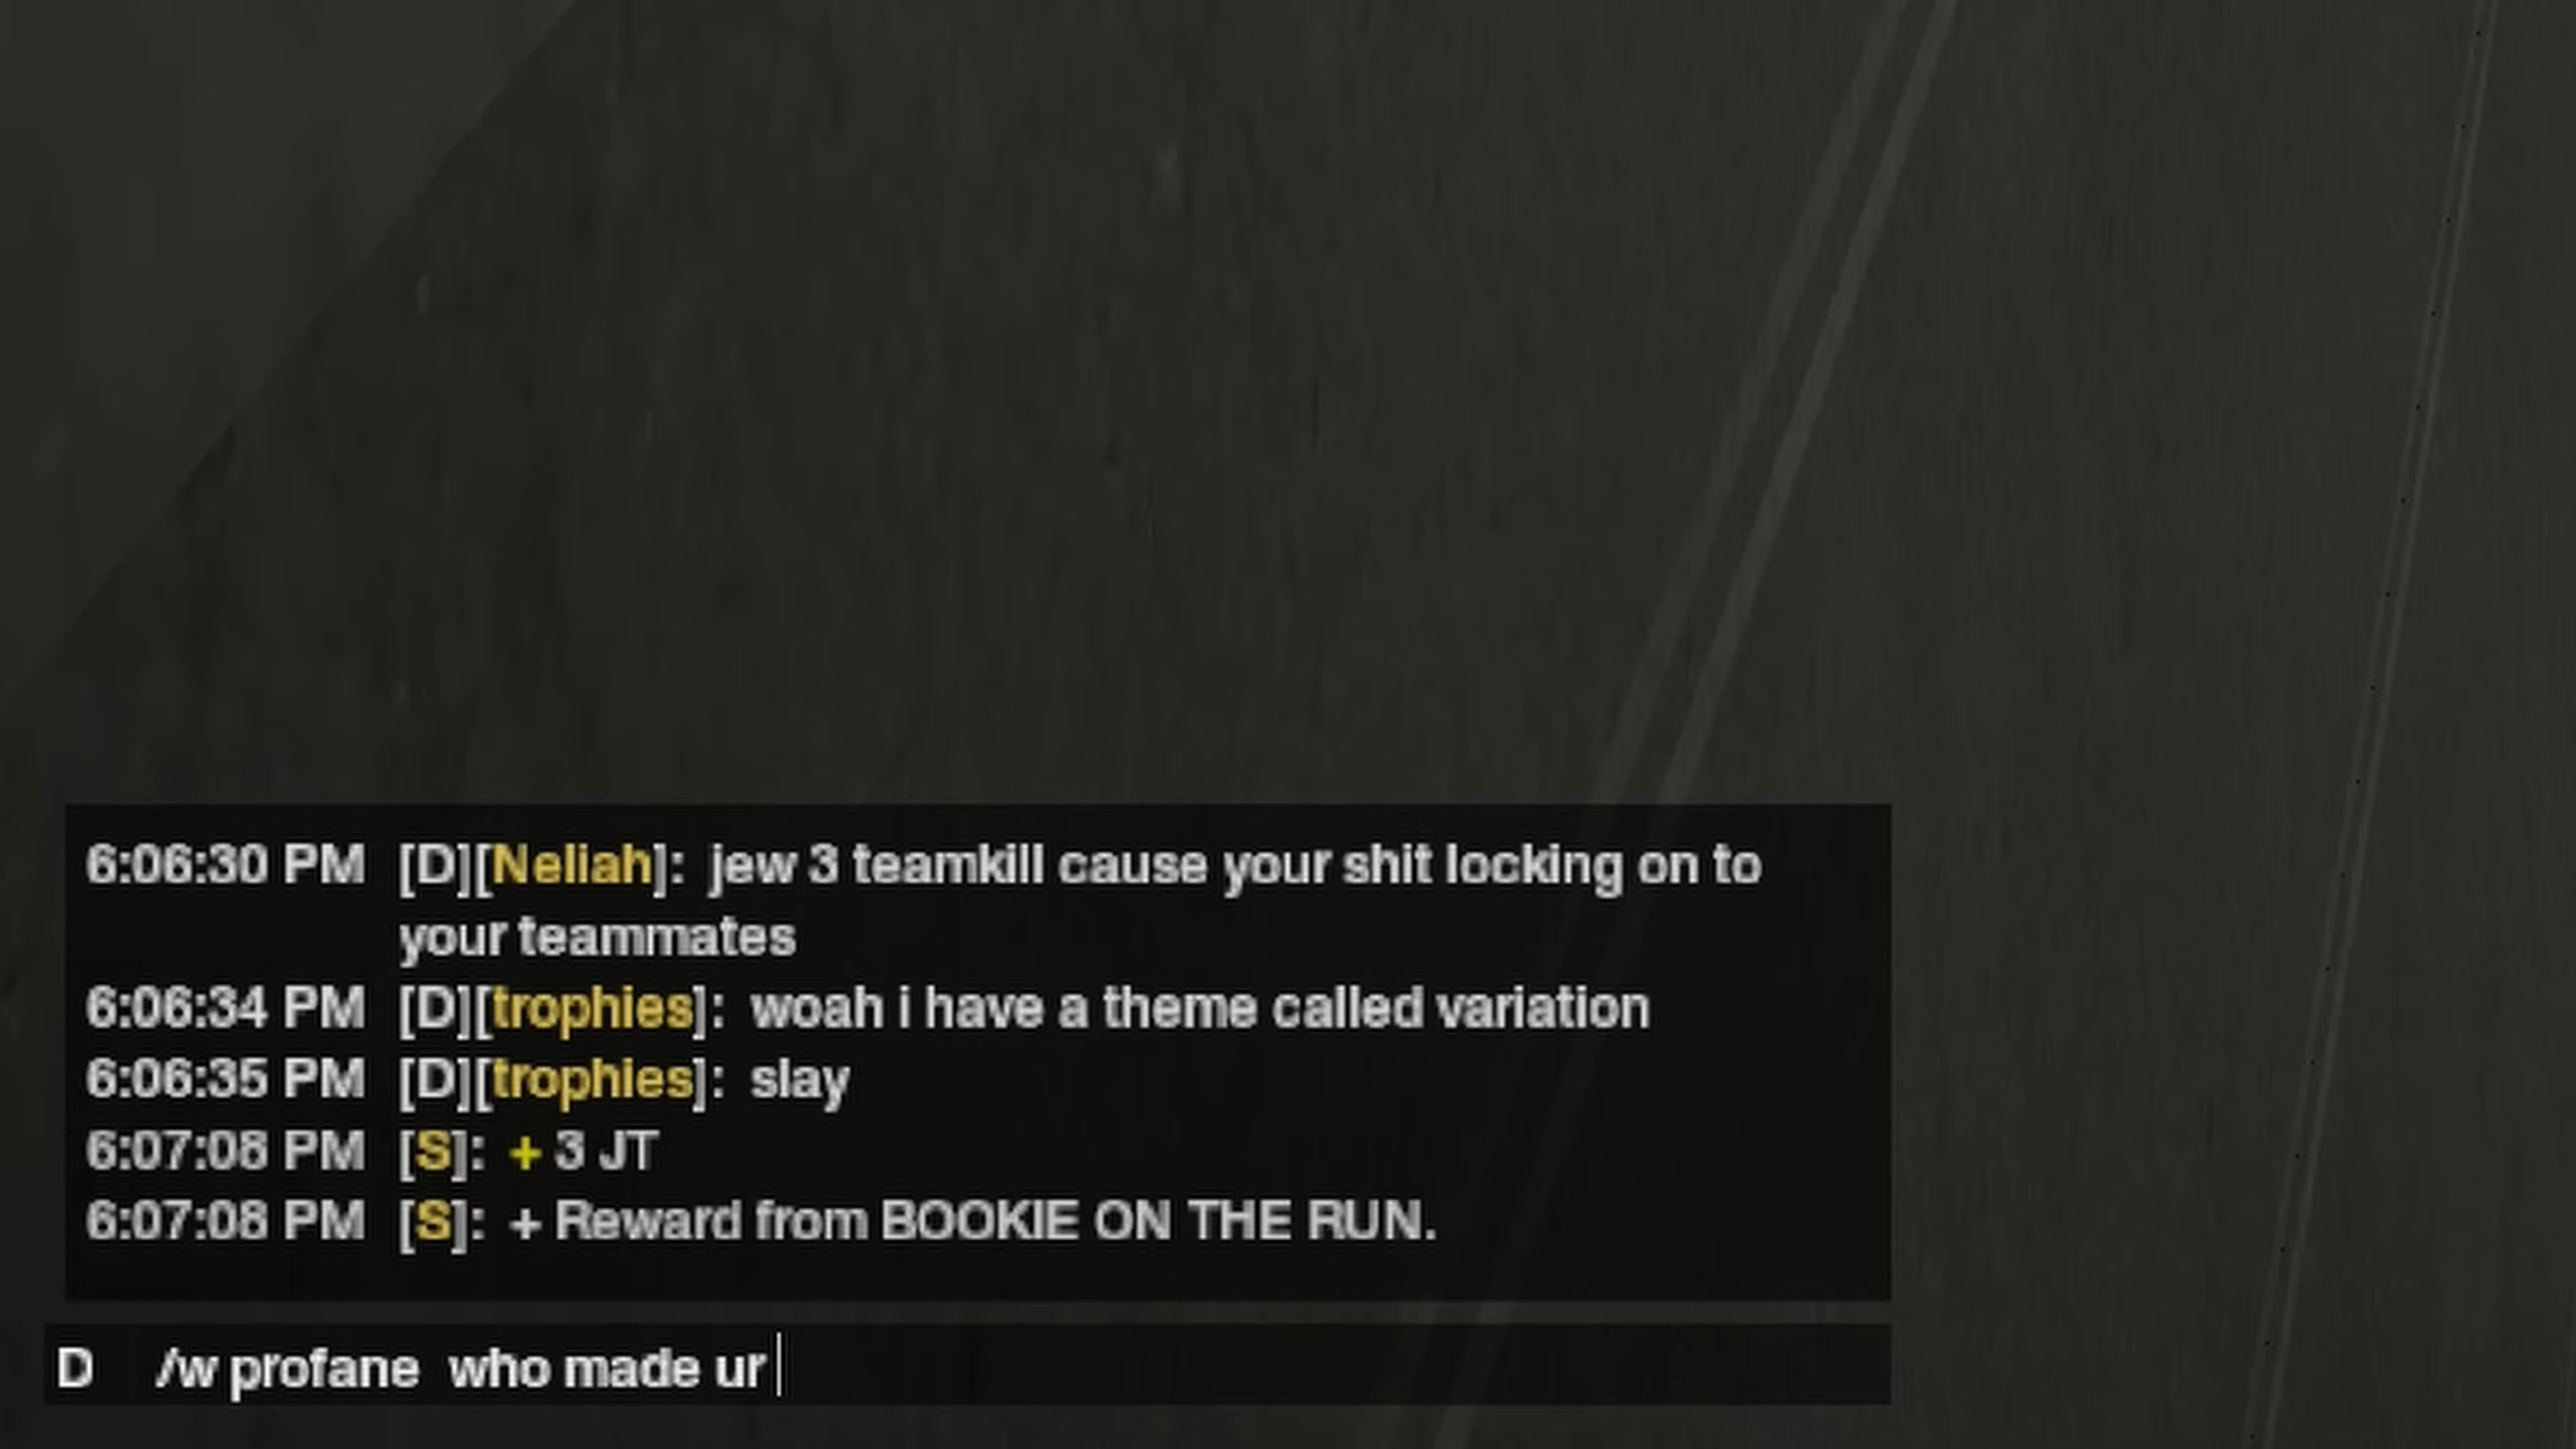 6:06:30 PM [D][Neliah]: jew 3 teamkill cause your shit locking on to
your teammates
6:06:34 PM [D][trophies]: woah i have a theme called variation
6:06:35 PM [D][trophies]: slay
6:07:08 PM [S]: + 3 JT
6:07:08 PM [S]: + Reward from BOOKIE ON THE RUN.
D /w profane who made ur